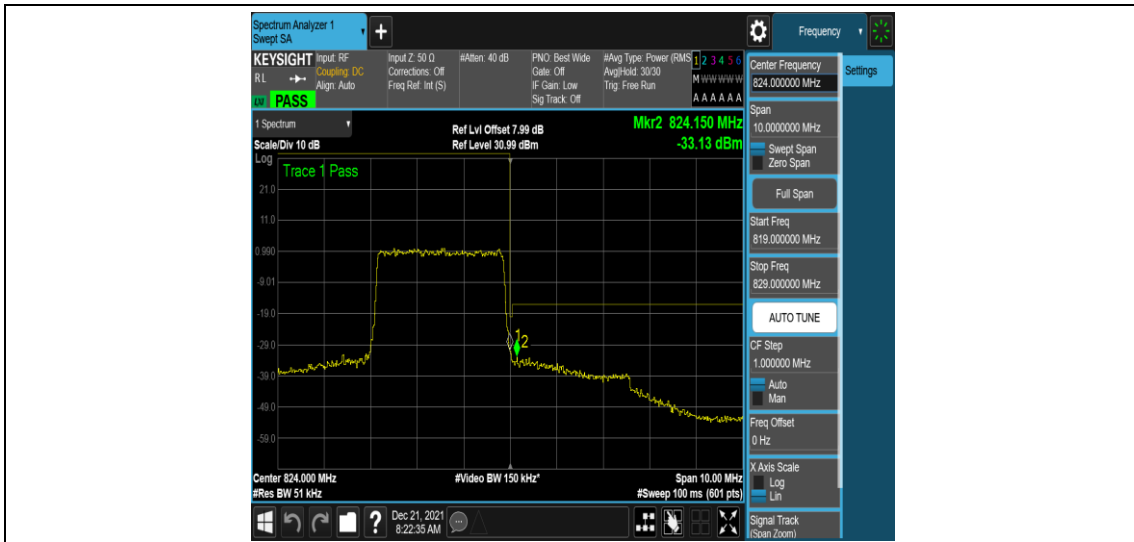 Spectrum Analyzer 1
Swept SA
+
Frequency
KEYSIGHT
RL
PASS
Input: RF
Coupling: DC
Align: Auto
Input Z: 50 Ω
Corrections: Off
Freq Ref: Int (S)
#Atten: 40 dB
PNO: Best Wide
Gate: Off
IF Gain: Low
Sig Track: Off
#Avg Type: Power (RMS
Avg|Hold: 30/30
Trig: Free Run
1 2 3 4 5 6
M W W W W W
A A A A A A
1 Spectrum
Scale/Div 10 dB
Ref Lvl Offset 7.99 dB
Ref Level 30.99 dBm
Mkr2 824.150 MHz
-33.13 dBm
Log
Trace 1 Pass
21.0
11.0
0.990
-9.01
-19.0
-29.0
-39.0
-49.0
-59.0
1
2
Center 824.000 MHz
#Res BW 51 kHz
#Video BW 150 kHz*
Span 10.00 MHz
#Sweep 100 ms (601 pts)
Center Frequency
824.000000 MHz
Settings
Span
10.0000000 MHz
Swept Span
Zero Span
Full Span
Start Freq
819.000000 MHz
Stop Freq
829.000000 MHz
AUTO TUNE
CF Step
1.000000 MHz
Auto
Man
Freq Offset
0 Hz
X Axis Scale
Log
Lin
Signal Track
(Span Zoom)
?
Dec 21, 2021
8:22:35 AM